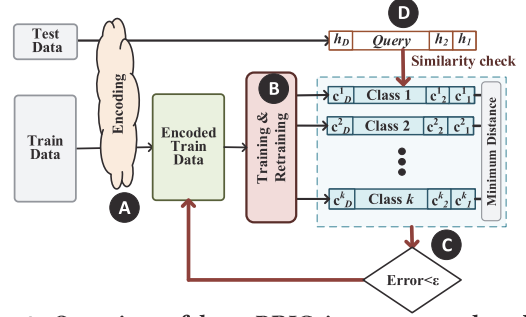 Test
Data
Train
Data
Encoding
A
Encoded
Train
Data
B
Training &
Retraining
D
h_D Query h_2 h_1
Similarity check
c^1_D Class 1 c^1_2 c^1_1
c^2_D Class 2 c^2_2 c^2_1
c^k_D Class k c^k_2 c^k_1
Minimum Distance
C
Error<ε